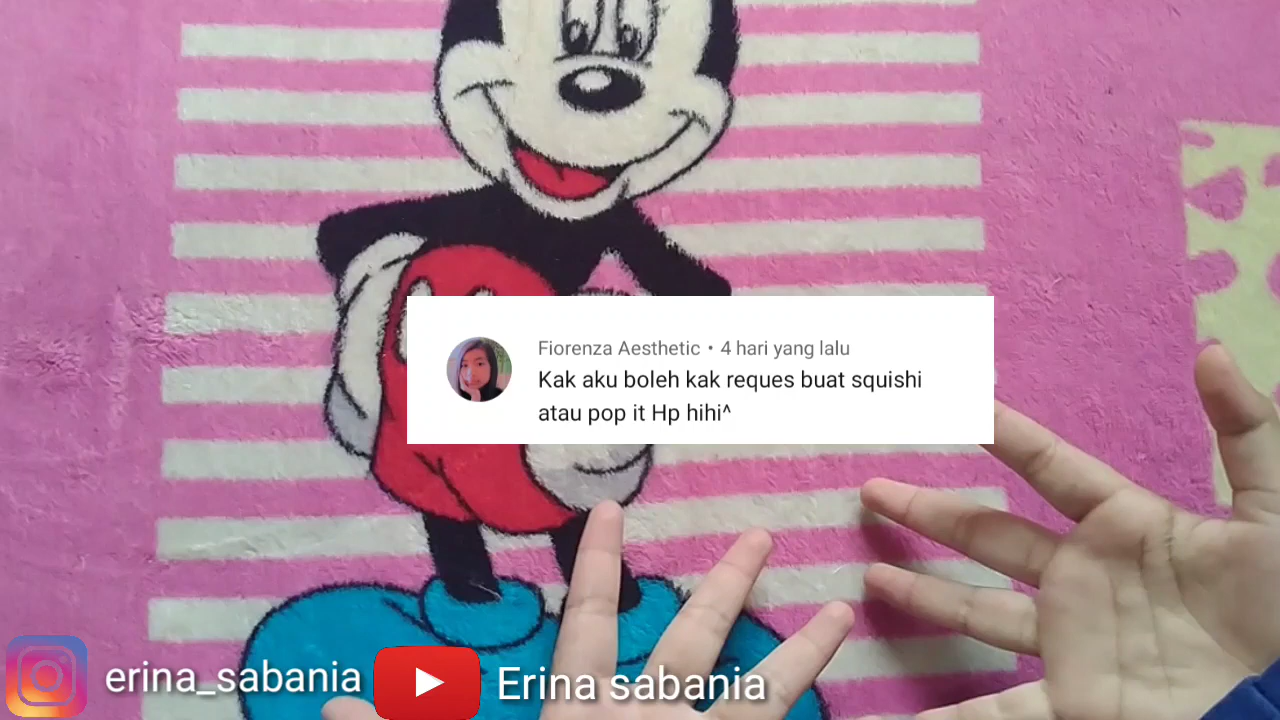 Fiorenza Aesthetic • 4 hari yang lalu
Kak aku boleh kak reques buat squishi
atau pop it Hp hihi^
erina_sabania
Erina sabania